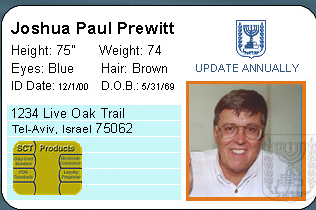 Joshua Paul Prewitt
Height: 75" Weight: 74
Eyes: Blue Hair: Brown
ID Date: 12/1/00 D.O.B.: 5/31/69
UPDATE ANNUALLY
1234 Live Oak Trail
Tel-Aviv, Israel 75062
SCT Products